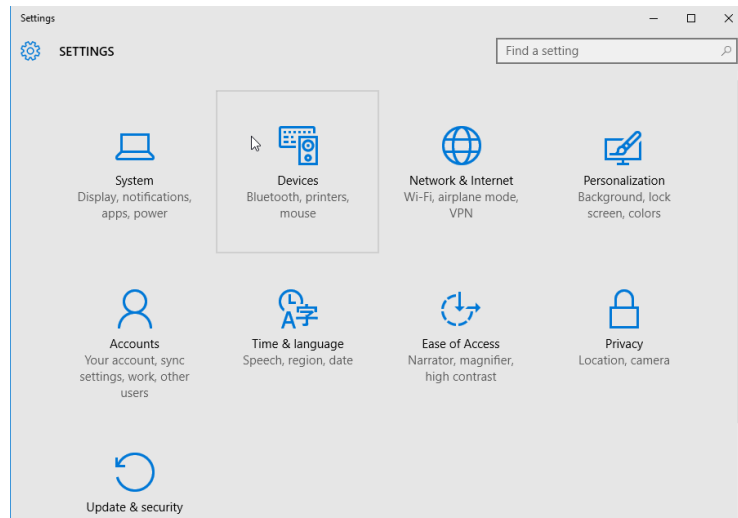 Settings
SETTINGS
Find a setting
System
Display, notifications,
apps, power
Devices
Bluetooth, printers,
mouse
Network & Internet
Wi-Fi, airplane mode,
VPN
Personalization
Background, lock
screen, colors
Accounts
Your account, sync
settings, work, other
users
Time & language
Speech, region, date
Ease of Access
Narrator, magnifier,
high contrast
Privacy
Location, camera
Update & security